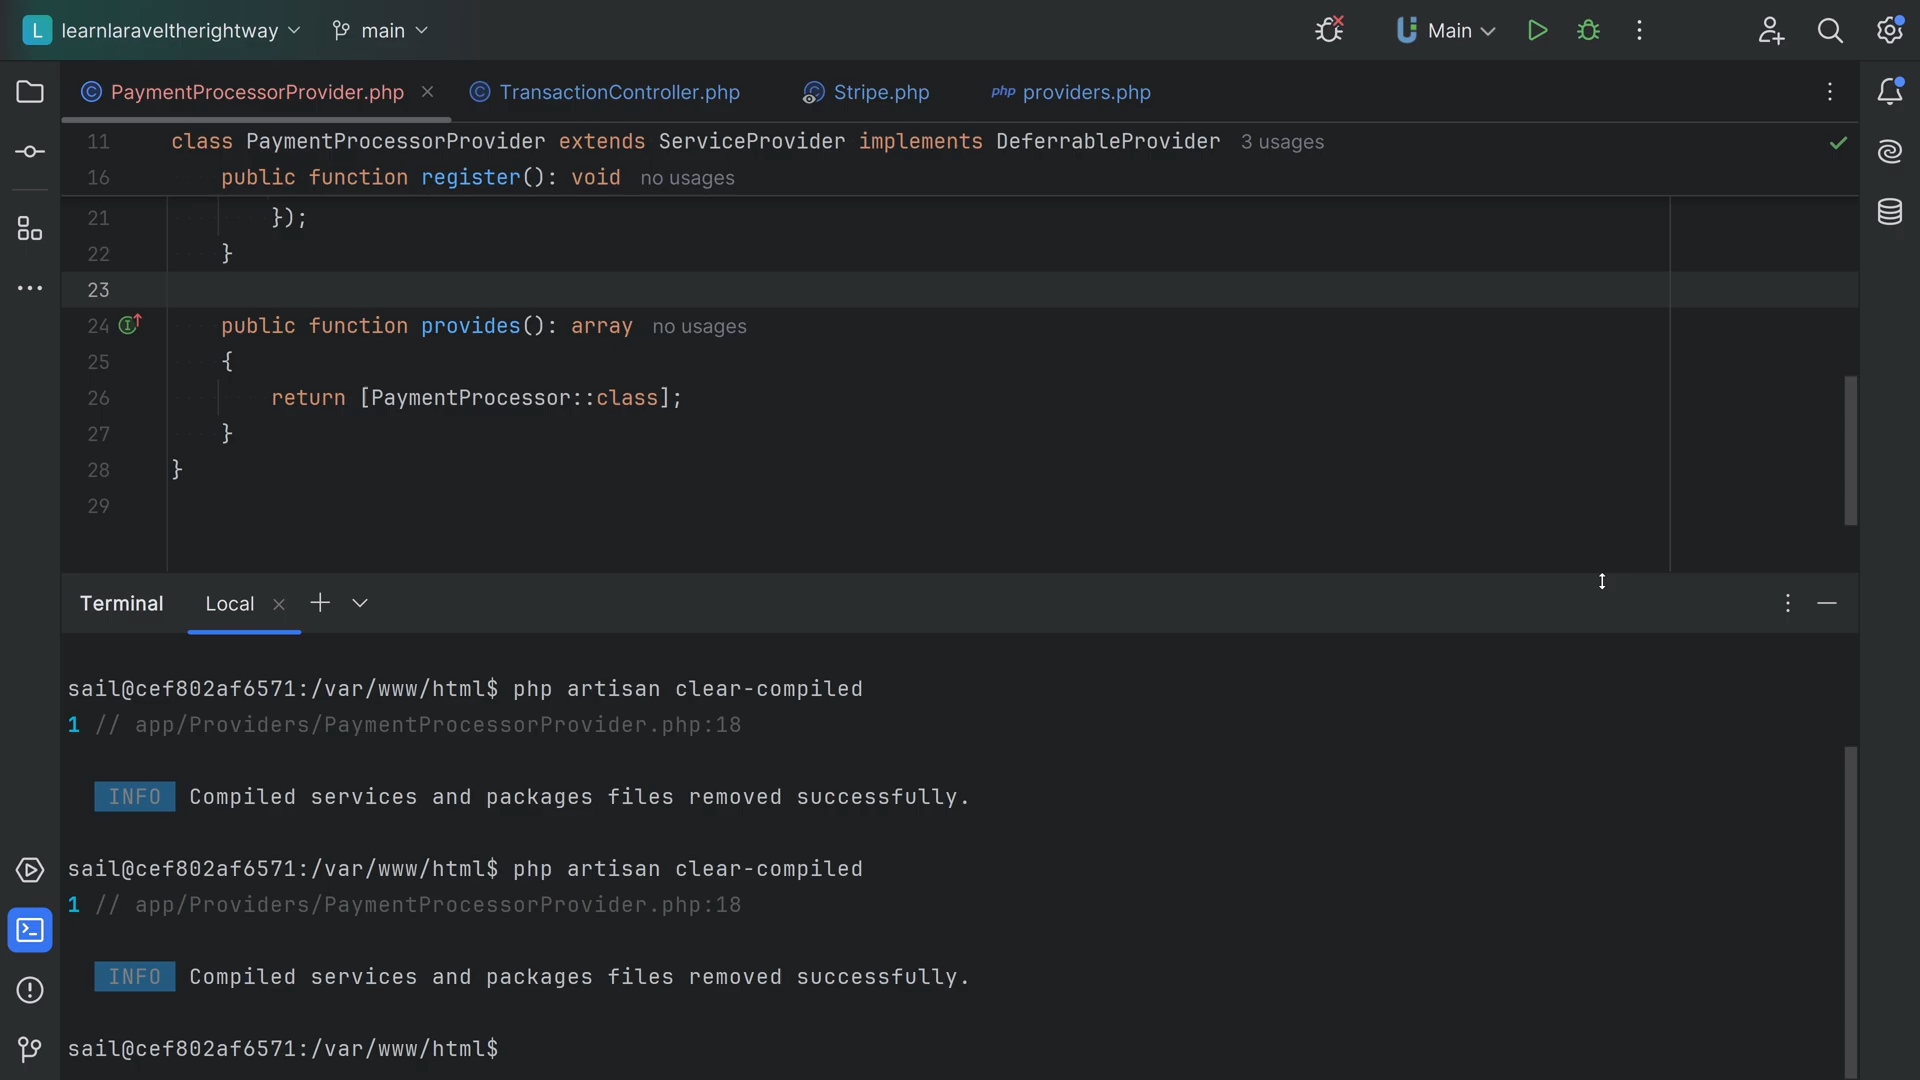 L learnlaraveltherightway main Main
PaymentProcessorProvider.php TransactionController.php Stripe.php php providers.php
11 class PaymentProcessorProvider extends ServiceProvider implements DeferrableProvider 3 usages
16 public function register(): void no usages
21 });
22 }
23
24 public function provides(): array no usages
25 {
26 return [PaymentProcessor::class];
27 }
28 }
29
Terminal Local
sail@cef802af6571:/var/www/html$ php artisan clear-compiled
1 // app/Providers/PaymentProcessorProvider.php:18
INFO Compiled services and packages files removed successfully.
sail@cef802af6571:/var/www/html$ php artisan clear-compiled
1 // app/Providers/PaymentProcessorProvider.php:18
INFO Compiled services and packages files removed successfully.
sail@cef802af6571:/var/www/html$